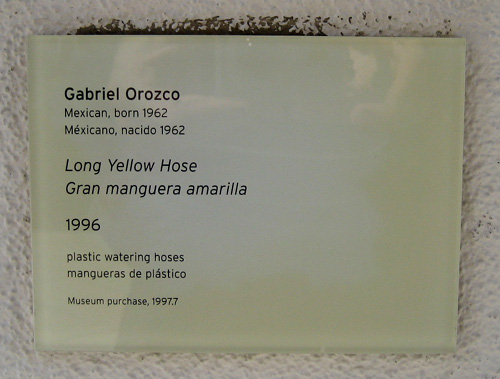 Gabriel Orozco
Mexican, born 1962
Méxicano, nacido 1962
Long Yellow Hose
Gran manguera amarilla
1996
plastic watering hoses
mangueras de plástico
Museum purchase, 1997.7